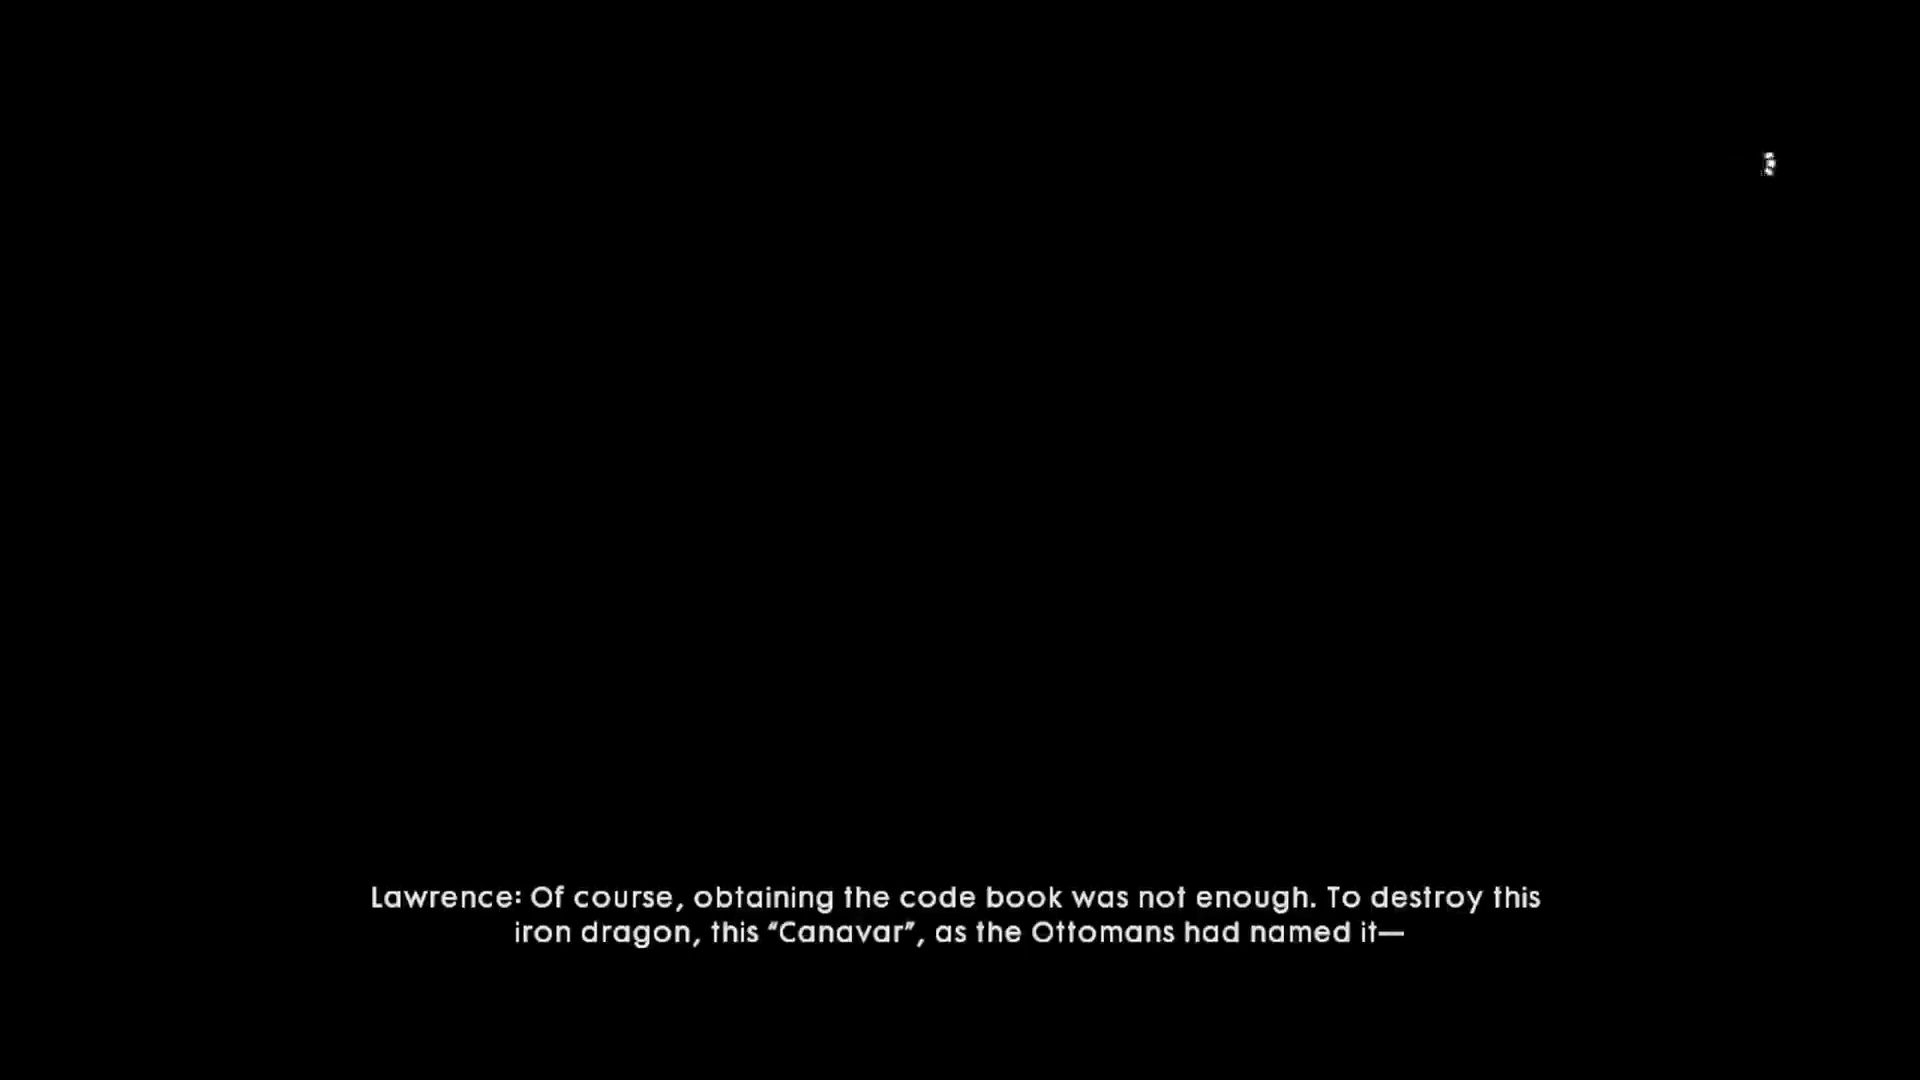 Lawrence: Of course, obtaining the code book was not enough. To destroy this
iron dragon, this “Canavar”, as the Ottomans had named it—